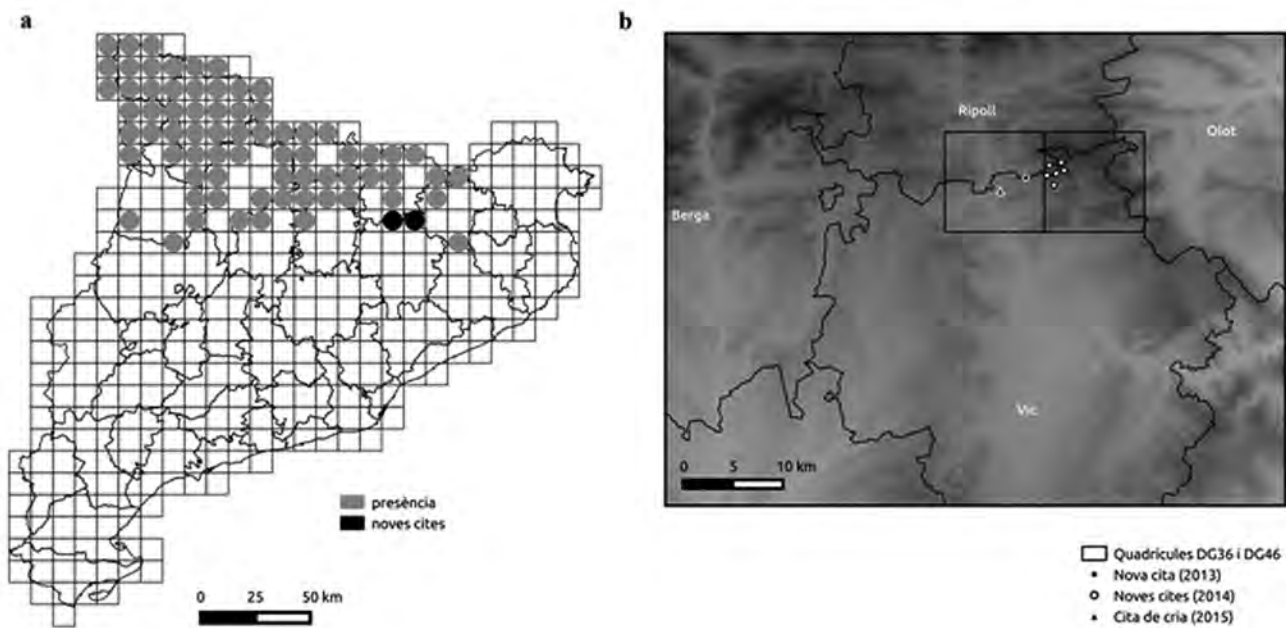 a
presència
noves cites
0 25 50 km
b
Ripoll
Olot
Berga
Vic
0 5 10 km
Quadrícules DG36 i DG46
Nova cita (2013)
Noves cites (2014)
Cita de cria (2015)